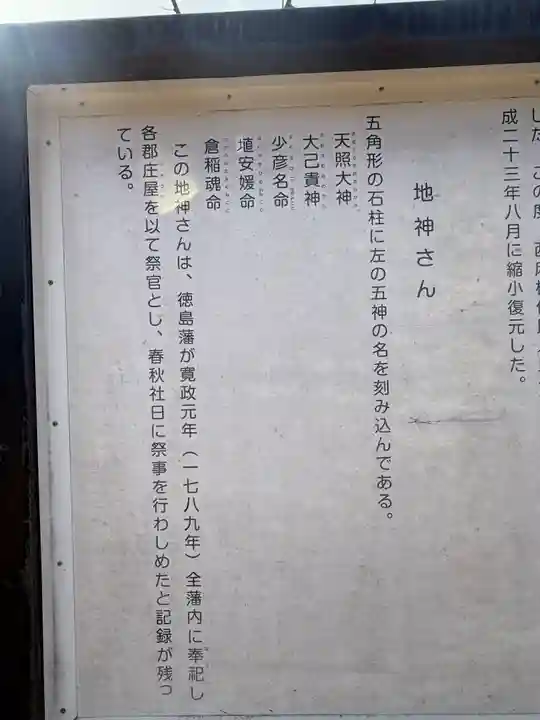 成二十三年八月に縮小復元した。
地神さん
五角形の石柱に左の五神の名を刻み込んである。
天照大神
大己貴神
少彦名命
埴安媛命
倉稲魂命
この地神さんは、徳島藩が寛政元年（一七八九年）全藩内に奉祀し
各郡庄屋を以て祭官とし、春秋社日に祭事を行わしめたと記録が残っ
ている。